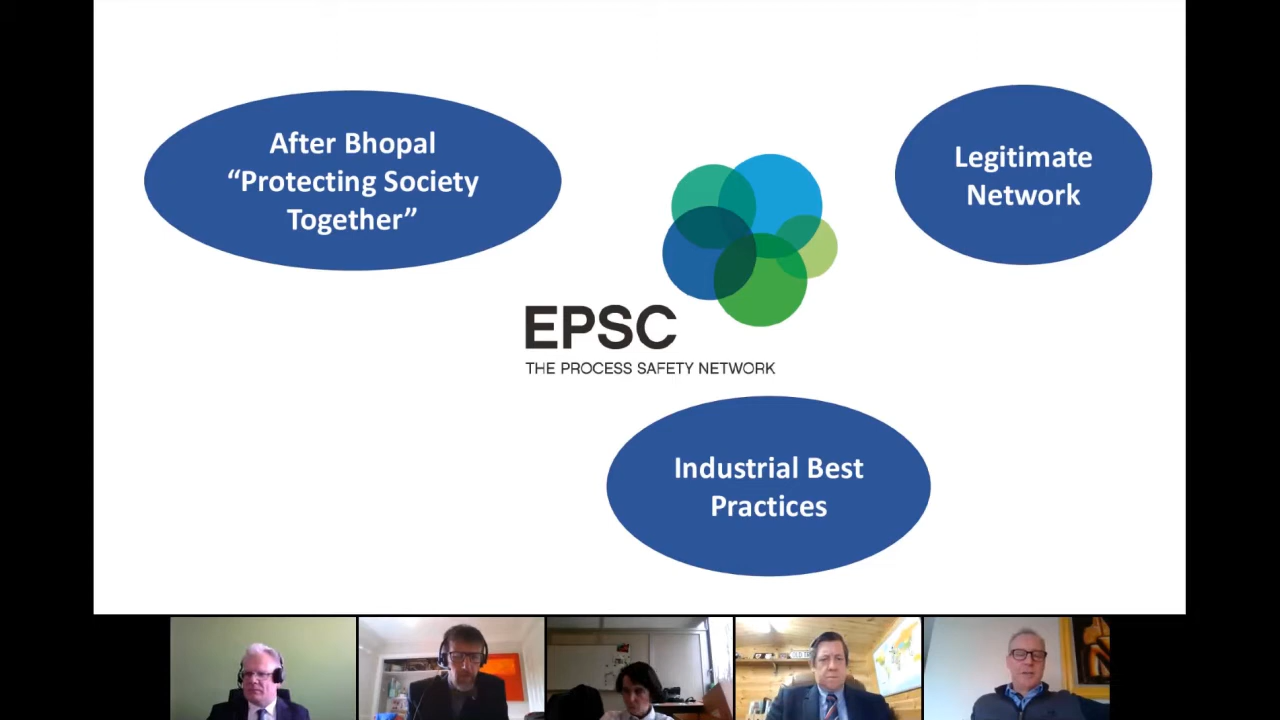 After Bhopal
“Protecting Society
Together”
Legitimate
Network
EPSC
THE PROCESS SAFETY NETWORK
Industrial Best
Practices